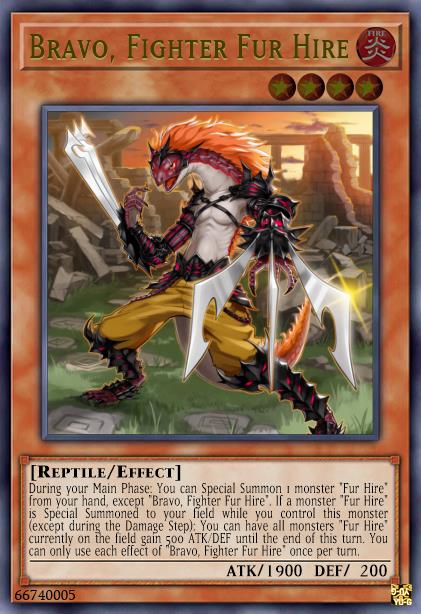 Bravo, Fighter Fur Hire
FIRE
炎
[Reptile/Effect]
During your Main Phase: You can Special Summon 1 monster "Fur Hire"
from your hand, except "Bravo, Fighter Fur Hire". If a monster "Fur Hire"
is Special Summoned to your field while you control this monster
(except during the Damage Step): You can have all monsters "Fur Hire"
currently on the field gain 500 ATK/DEF until the end of this turn. You
can only use each effect of "Bravo, Fighter Fur Hire" once per turn.
ATK/1900 DEF/ 200
66740005